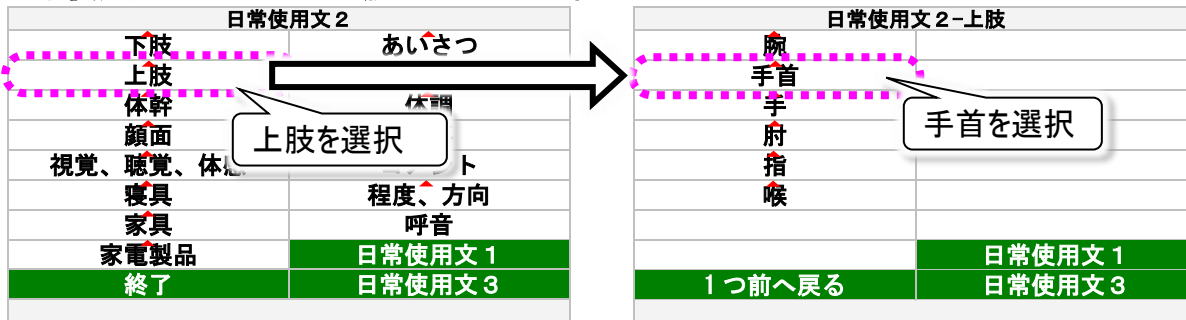 日常使用文２
下肢 あいさつ
上肢
体幹 体調
顔面
上肢を選択
視覚、聴覚、体感 ト
寝具 程度、方向
家具 呼音
家電製品 日常使用文１
終了 日常使用文３
日常使用文２−上肢
腕
手首
手
手首を選択
肘
指
喉
日常使用文１
１つ前へ戻る 日常使用文３